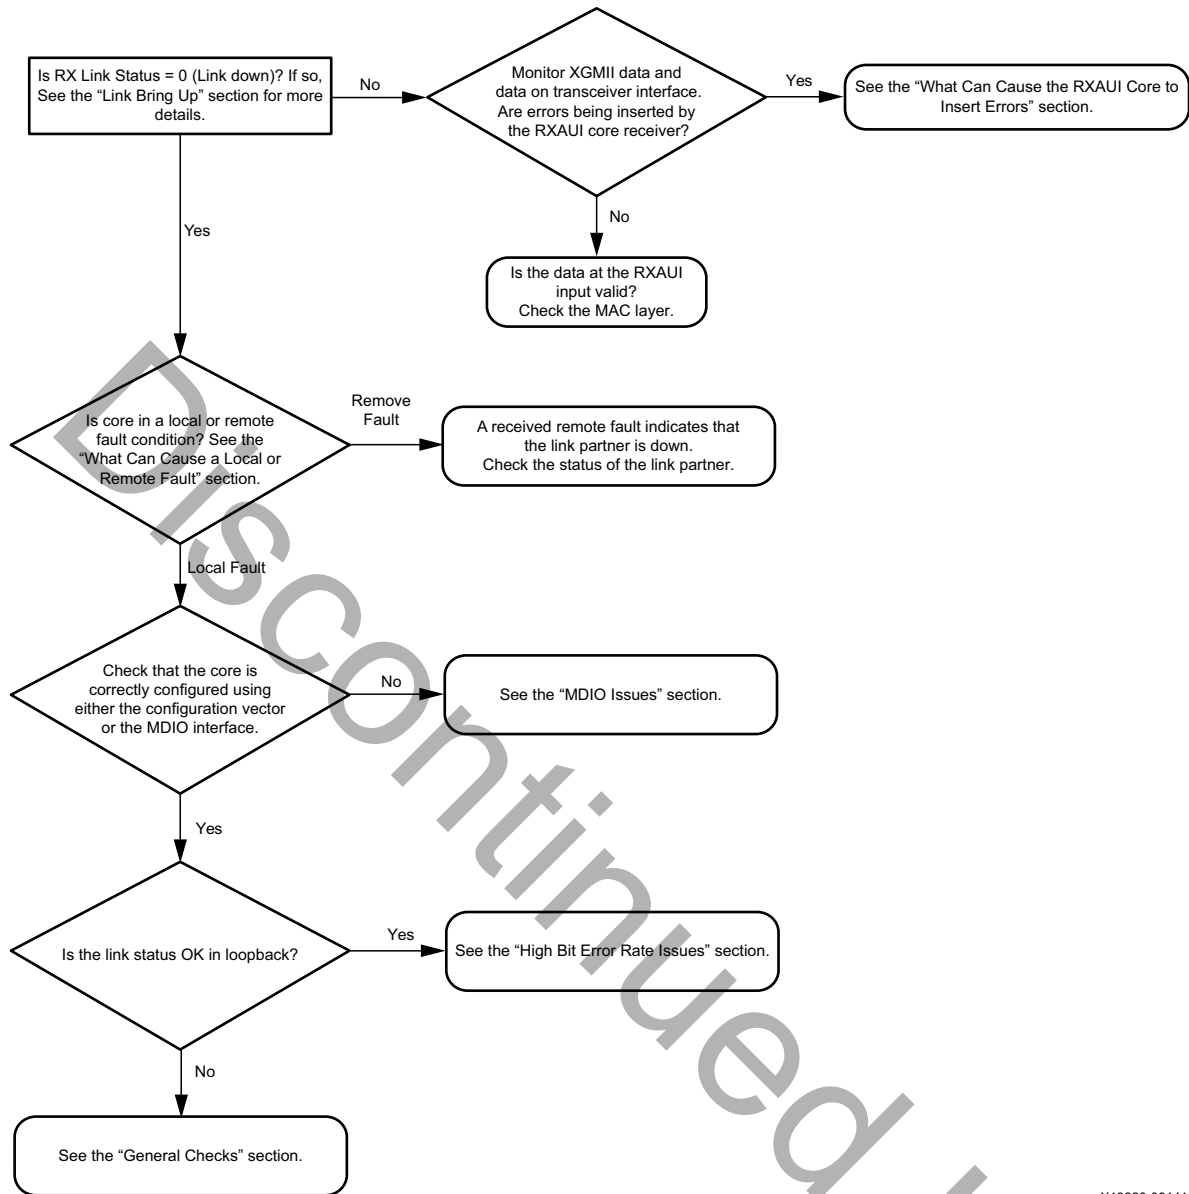 Is RX Link Status = 0 (Link down)? If so,
See the “Link Bring Up” section for more
details.
No
Monitor XGMII data and
data on transceiver interface.
Are errors being inserted by
the RXAUI core receiver?
Yes
See the “What Can Cause the RXAUI Core to
Insert Errors” section.
No
Is the data at the RXAUI
input valid?
Check the MAC layer.
Yes
Is core in a local or remote
fault condition? See the
“What Can Cause a Local or
Remote Fault” section.
Remove
Fault
A received remote fault indicates that
the link partner is down.
Check the status of the link partner.
Local Fault
Check that the core is
correctly configured using
either the configuration vector
or the MDIO interface.
No
See the “MDIO Issues” section.
Yes
Is the link status OK in loopback?
Yes
See the “High Bit Error Rate Issues” section.
No
See the “General Checks” section.
Discontinued